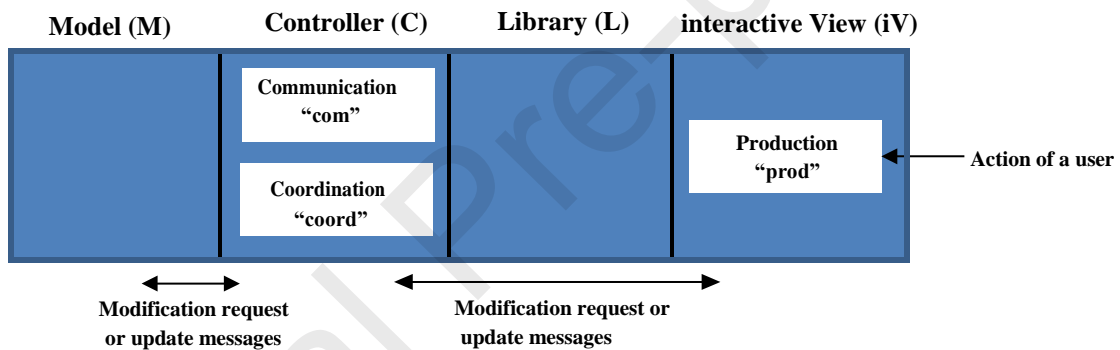 Model (M)
Controller (C)
Library (L)
interactive View (iV)
Communication
“com”
Coordination
“coord”
Production
“prod”
Action of a user
Modification request
or update messages
Modification request or
update messages